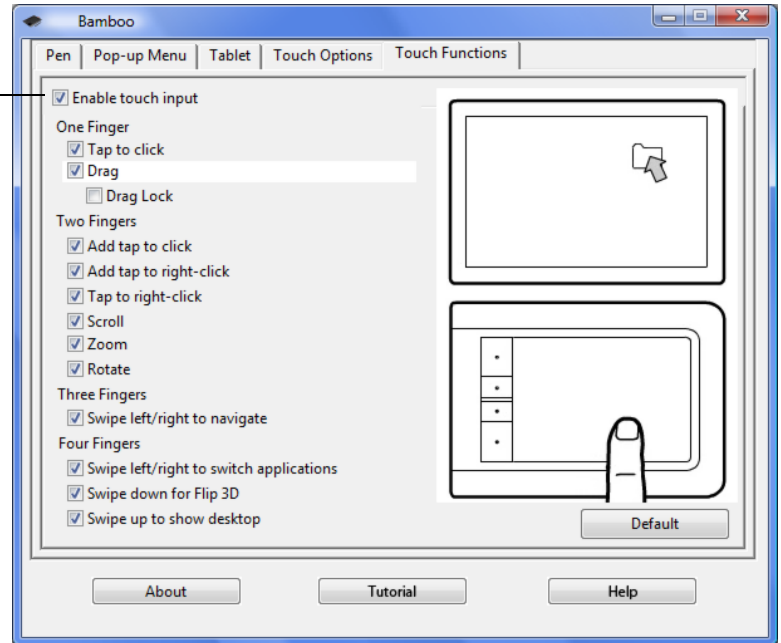 Bamboo
Pen Pop-up Menu Tablet Touch Options Touch Functions
Enable touch input
One Finger
Tap to click
Drag
Drag Lock
Two Fingers
Add tap to click
Add tap to right-click
Tap to right-click
Scroll
Zoom
Rotate
Three Fingers
Swipe left/right to navigate
Four Fingers
Swipe left/right to switch applications
Swipe down for Flip 3D
Swipe up to show desktop
Default
About Tutorial Help